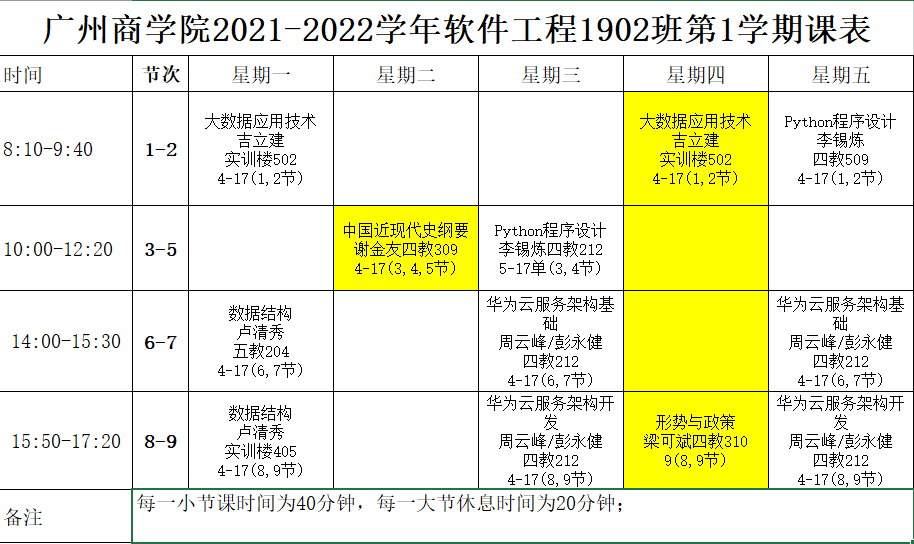 广州商学院2021-2022学年软件工程1902班第1学期课表
时间 节次 星期一 星期二 星期三 星期四 星期五
8:10-9:40
1-2
大数据应用技术
吉立建
实训楼502
4-17(1,2节)
大数据应用技术
吉立建
实训楼502
4-17(1,2节)
Python程序设计
李锡炼
四教509
4-17(1,2节)
10:00-12:20
3-5
中国近现代史纲要
谢金友四教309
4-17(3,4,5节)
Python程序设计
李锡炼四教212
5-17单(3,4节)
14:00-15:30
6-7
数据结构
卢清秀
五教204
4-17(6,7节)
华为云服务架构基
础
周云峰/彭永健
四教212
4-17(6,7节)
华为云服务架构基
础
周云峰/彭永健
四教212
4-17(6,7节)
15:50-17:20
8-9
数据结构
卢清秀
实训楼405
4-17(8,9节)
华为云服务架构开
发
周云峰/彭永健
四教212
4-17(8,9节)
形势与政策
梁可斌四教310
9(8,9节)
华为云服务架构开
发
周云峰/彭永健
四教212
4-17(8,9节)
备注
每一小节课时间为40分钟，每一大节休息时间为20分钟；